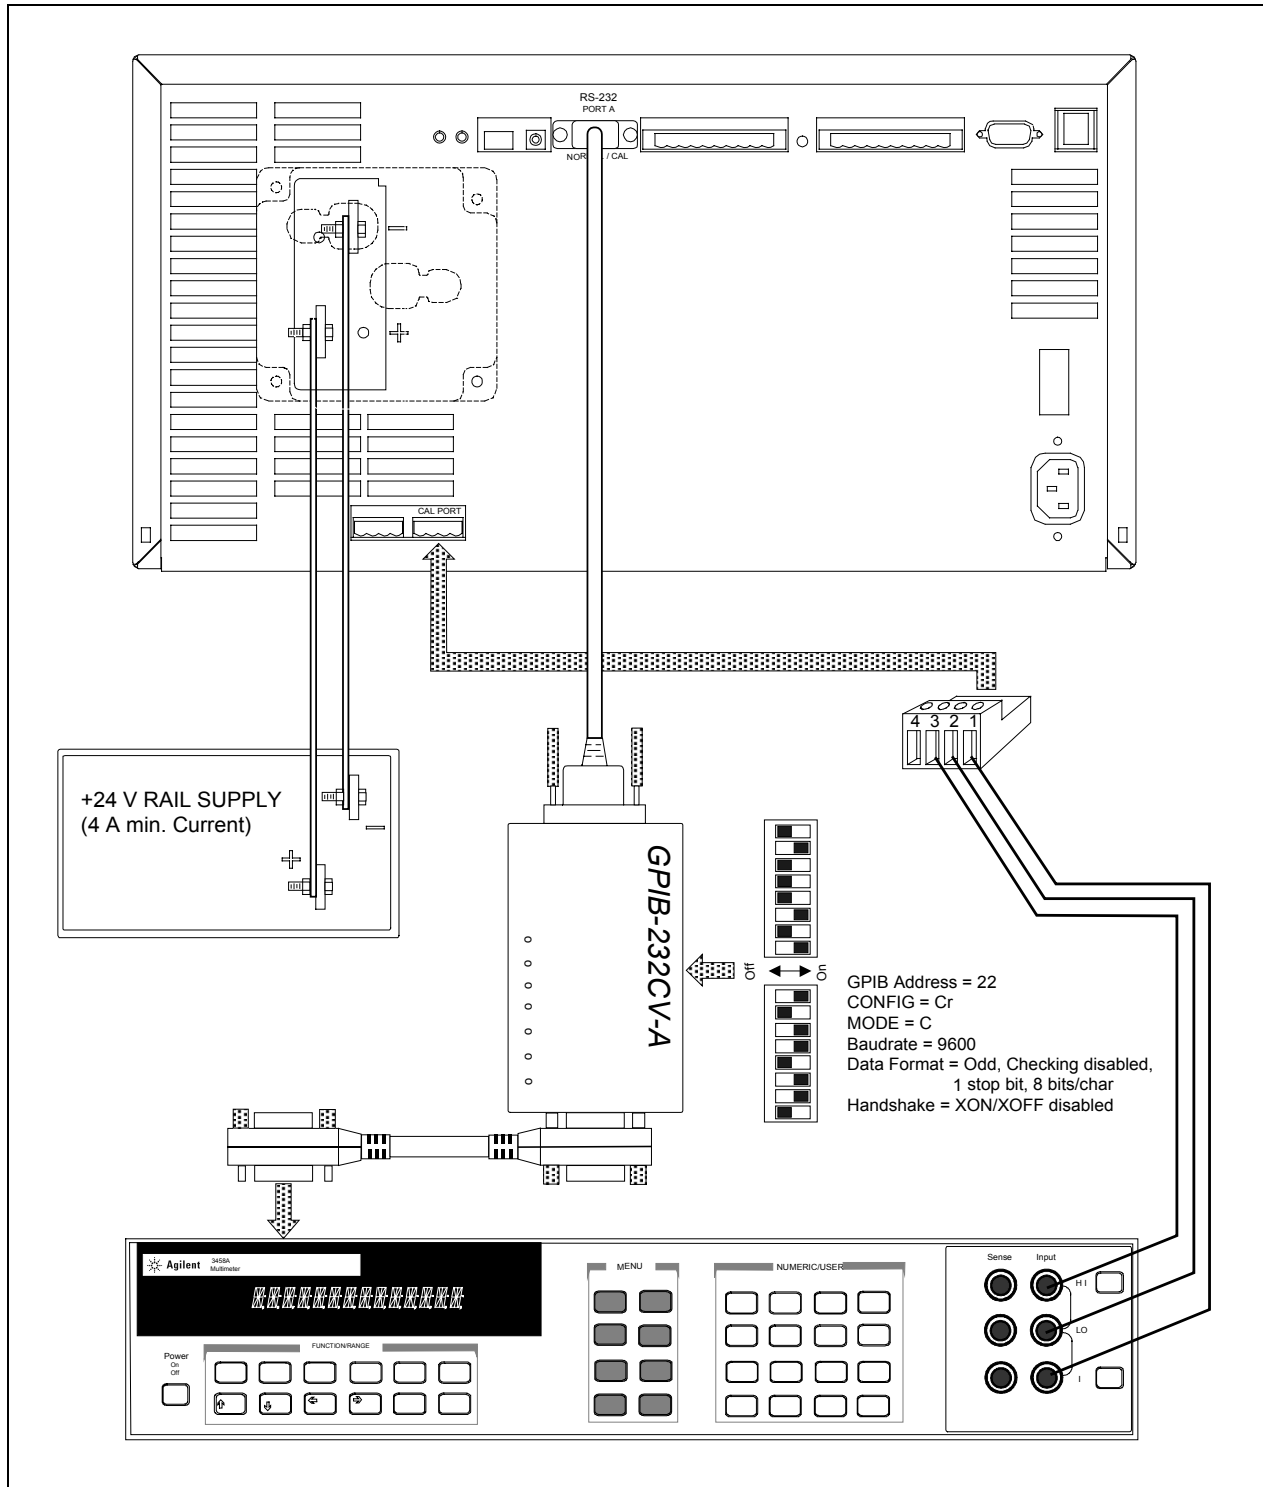 RS-232
PORT A
NORMAL / CAL
−
+
CAL PORT
4 3 2 1
+24 V RAIL SUPPLY
(4 A min. Current)
−
+
GPIB-232CV-A
Off
On
GPIB Address = 22
CONFIG = Cr
MODE = C
Baudrate = 9600
Data Format = Odd, Checking disabled,
1 stop bit, 8 bits/char
Handshake = XON/XOFF disabled
Agilent
3458A
Multimeter
MENU
NUMERIC/USER
Sense
Input
HI
LO
I
FUNCTION/RANGE
Power
On
Off